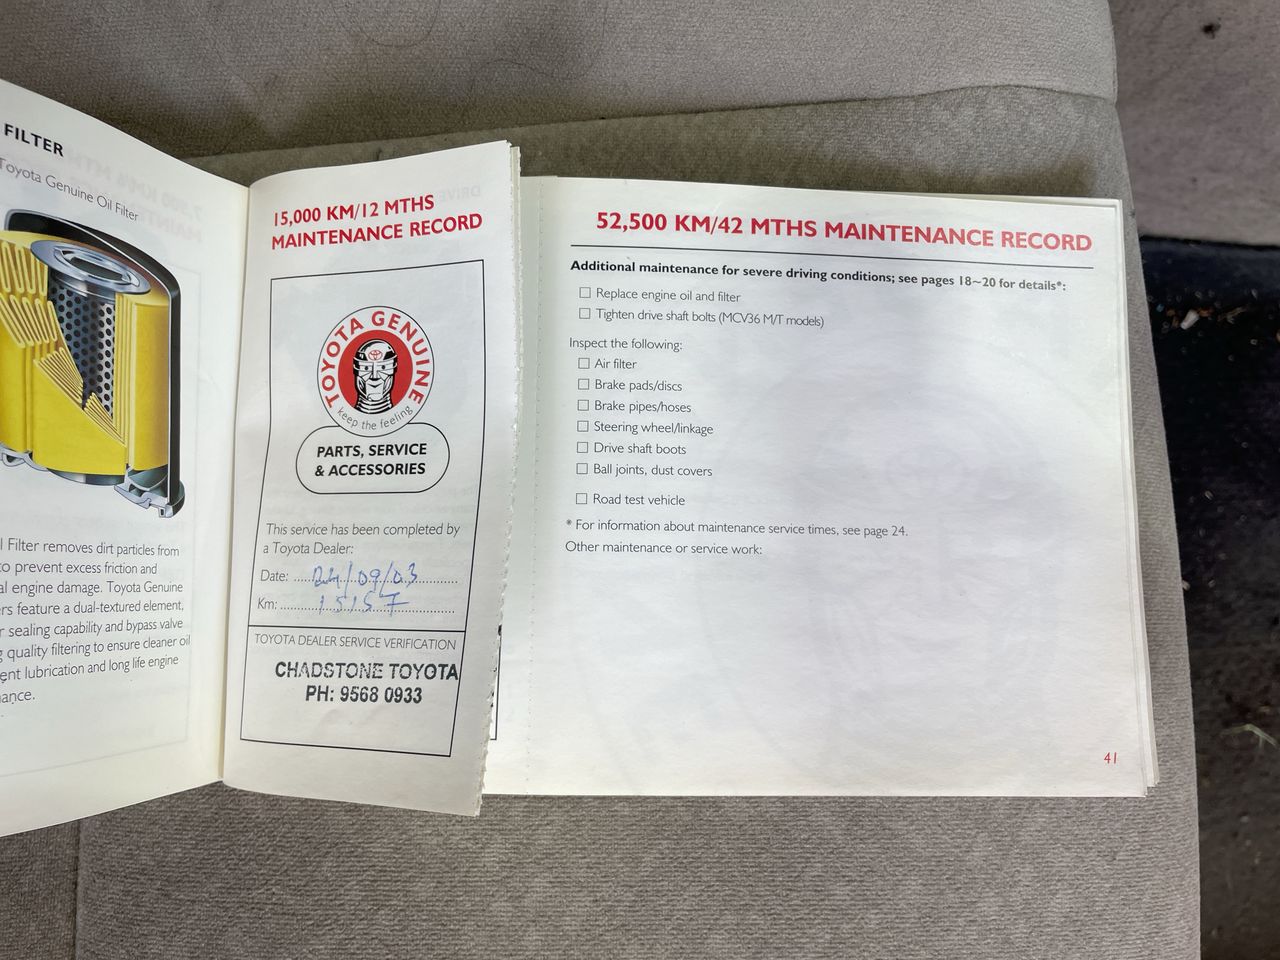 FILTER
Toyota Genuine Oil Filter
l Filter removes dirt particles from
to prevent excess friction and
al engine damage. Toyota Genuine
rs feature a dual-textured element,
r sealing capability and bypass valve
g quality filtering to ensure cleaner oil
ent lubrication and long life engine
ance.
15,000 KM/12 MTHS
MAINTENANCE RECORD
TOYOTA GENUINE
keep the feeling
PARTS, SERVICE
& ACCESSORIES
This service has been completed by
a Toyota Dealer:
Date: 24/09/03
Km: 15157
TOYOTA DEALER SERVICE VERIFICATION
CHADSTONE TOYOTA
PH: 9568 0933
52,500 KM/42 MTHS MAINTENANCE RECORD
Additional maintenance for severe driving conditions; see pages 18~20 for details*:
Replace engine oil and filter
Tighten drive shaft bolts (MCV36 M/T models)
Inspect the following:
Air filter
Brake pads/discs
Brake pipes/hoses
Steering wheel/linkage
Drive shaft boots
Ball joints, dust covers
Road test vehicle
* For information about maintenance service times, see page 24.
Other maintenance or service work:
41